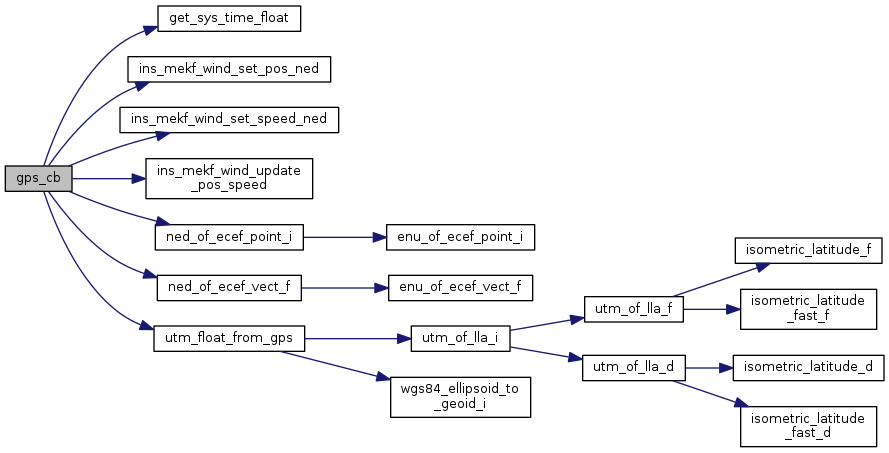 gps_cb
get_sys_time_float
ins_mekf_wind_set_pos_ned
ins_mekf_wind_set_speed_ned
ins_mekf_wind_update
_pos_speed
ned_of_ecef_point_i
enu_of_ecef_point_i
ned_of_ecef_vect_f
enu_of_ecef_vect_f
utm_float_from_gps
utm_of_lla_i
wgs84_ellipsoid_to
_geoid_i
utm_of_lla_f
utm_of_lla_d
isometric_latitude_f
isometric_latitude
_fast_f
isometric_latitude_d
isometric_latitude
_fast_d